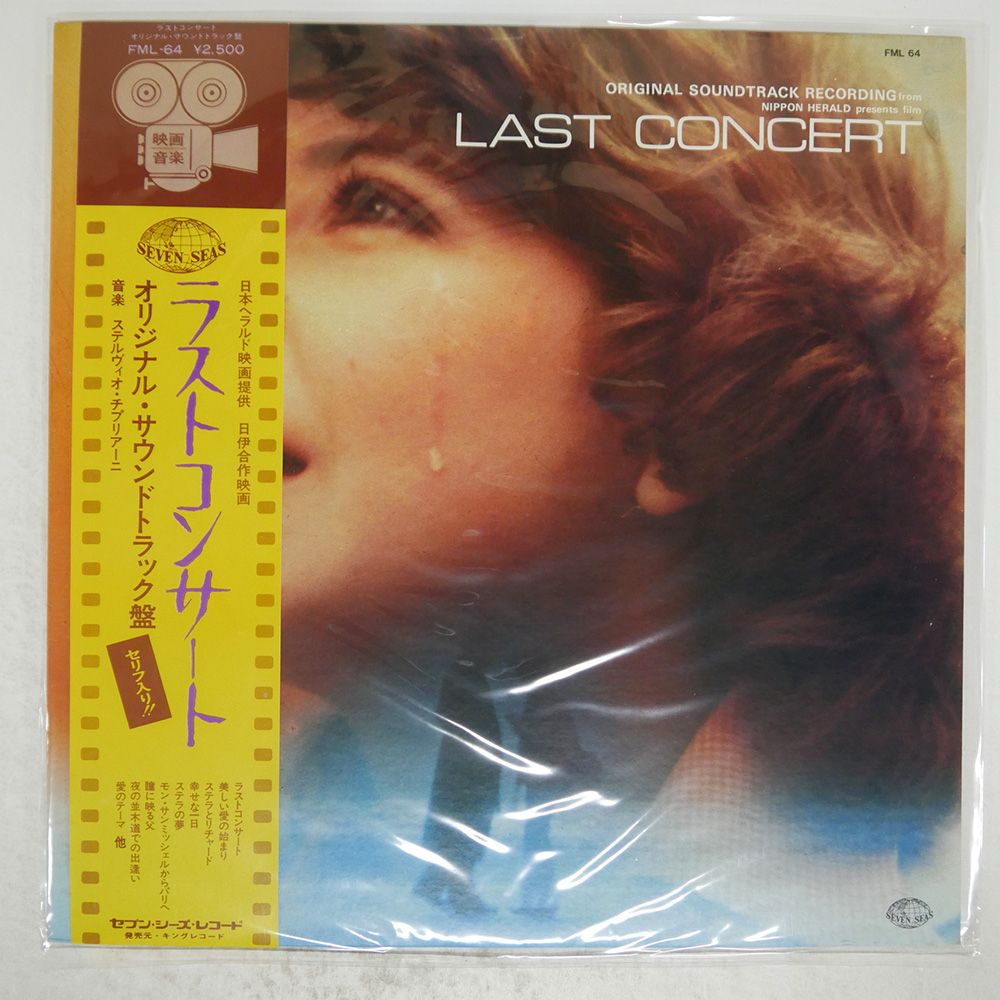 ラストコンサート
オリジナル・サウンドトラック盤
FML-64 ¥2,500
映画
音楽
SEVEN SEAS
日本ヘラルド映画提供 日伊合作映画
ラストコンサート
オリジナル・サウンドトラック盤
音楽 ステルヴィオ・チプリアーニ
セリフ入り!!
ラストコンサート
美しい愛の始まり
ステラとリチャード
幸せな一日
ステラの夢
モン・サンミッシェルからパリへ
瞳に映る父
夜の並木道での出逢い
愛のテーマ 他
セブン・シーズ・レコード
発売元・キングレコード
FML 64
ORIGINAL SOUNDTRACK RECORDING from
NIPPON HERALD presents film
LAST CONCERT
SEVEN SEAS